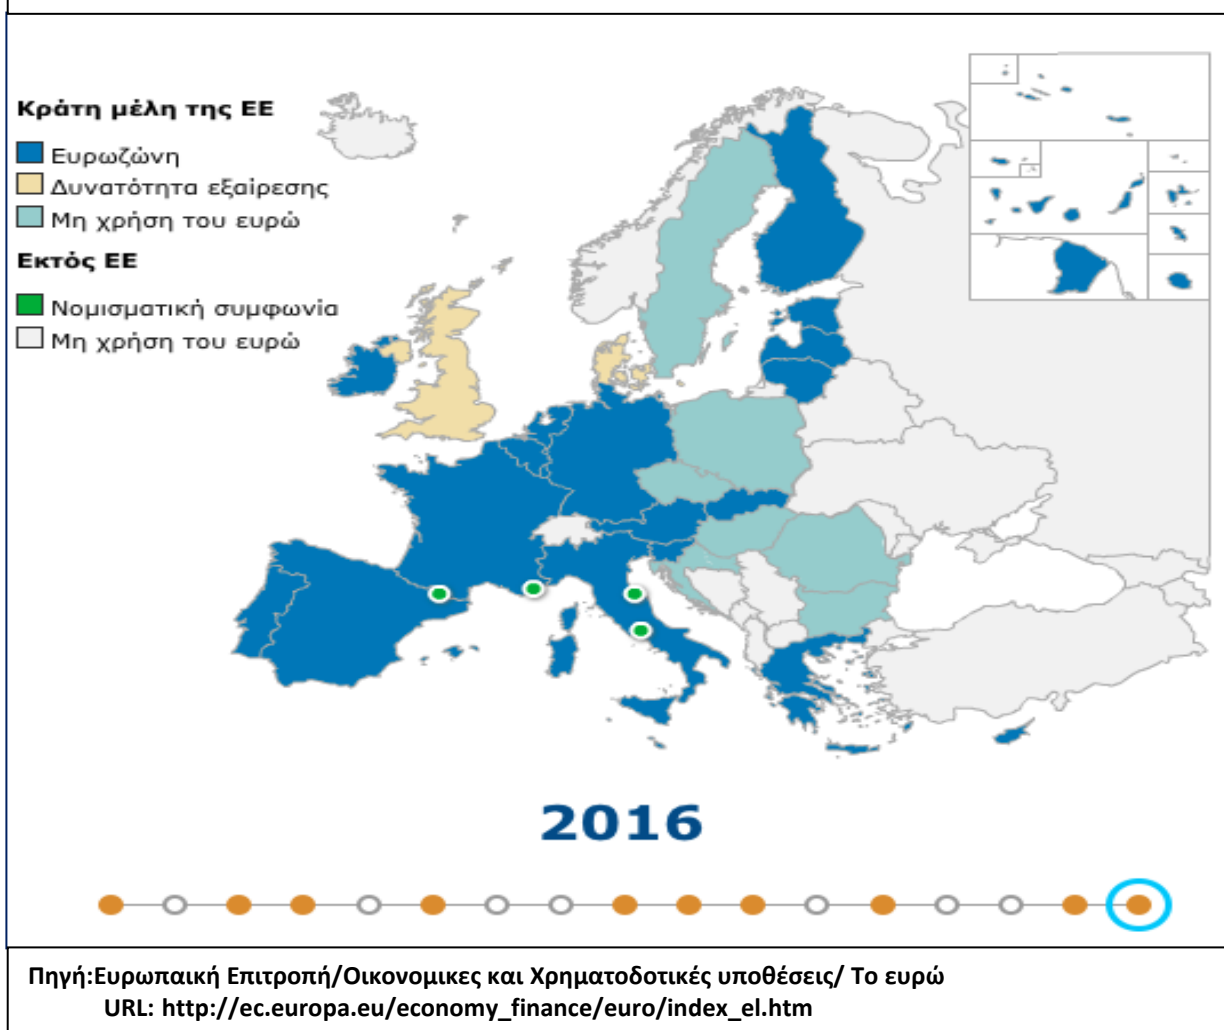 Κράτη μέλη της ΕΕ
Ευρωζώνη
Δυνατότητα εξαίρεσης
Μη χρήση του ευρώ
Εκτός ΕΕ
Νομισματική συμφωνία
Μη χρήση του ευρώ
2016
Πηγή:Ευρωπαική Επιτροπή/Οικονομικες και Χρηματοδοτικές υποθέσεις/ Το ευρώ
URL: http://ec.europa.eu/economy_finance/euro/index_el.htm